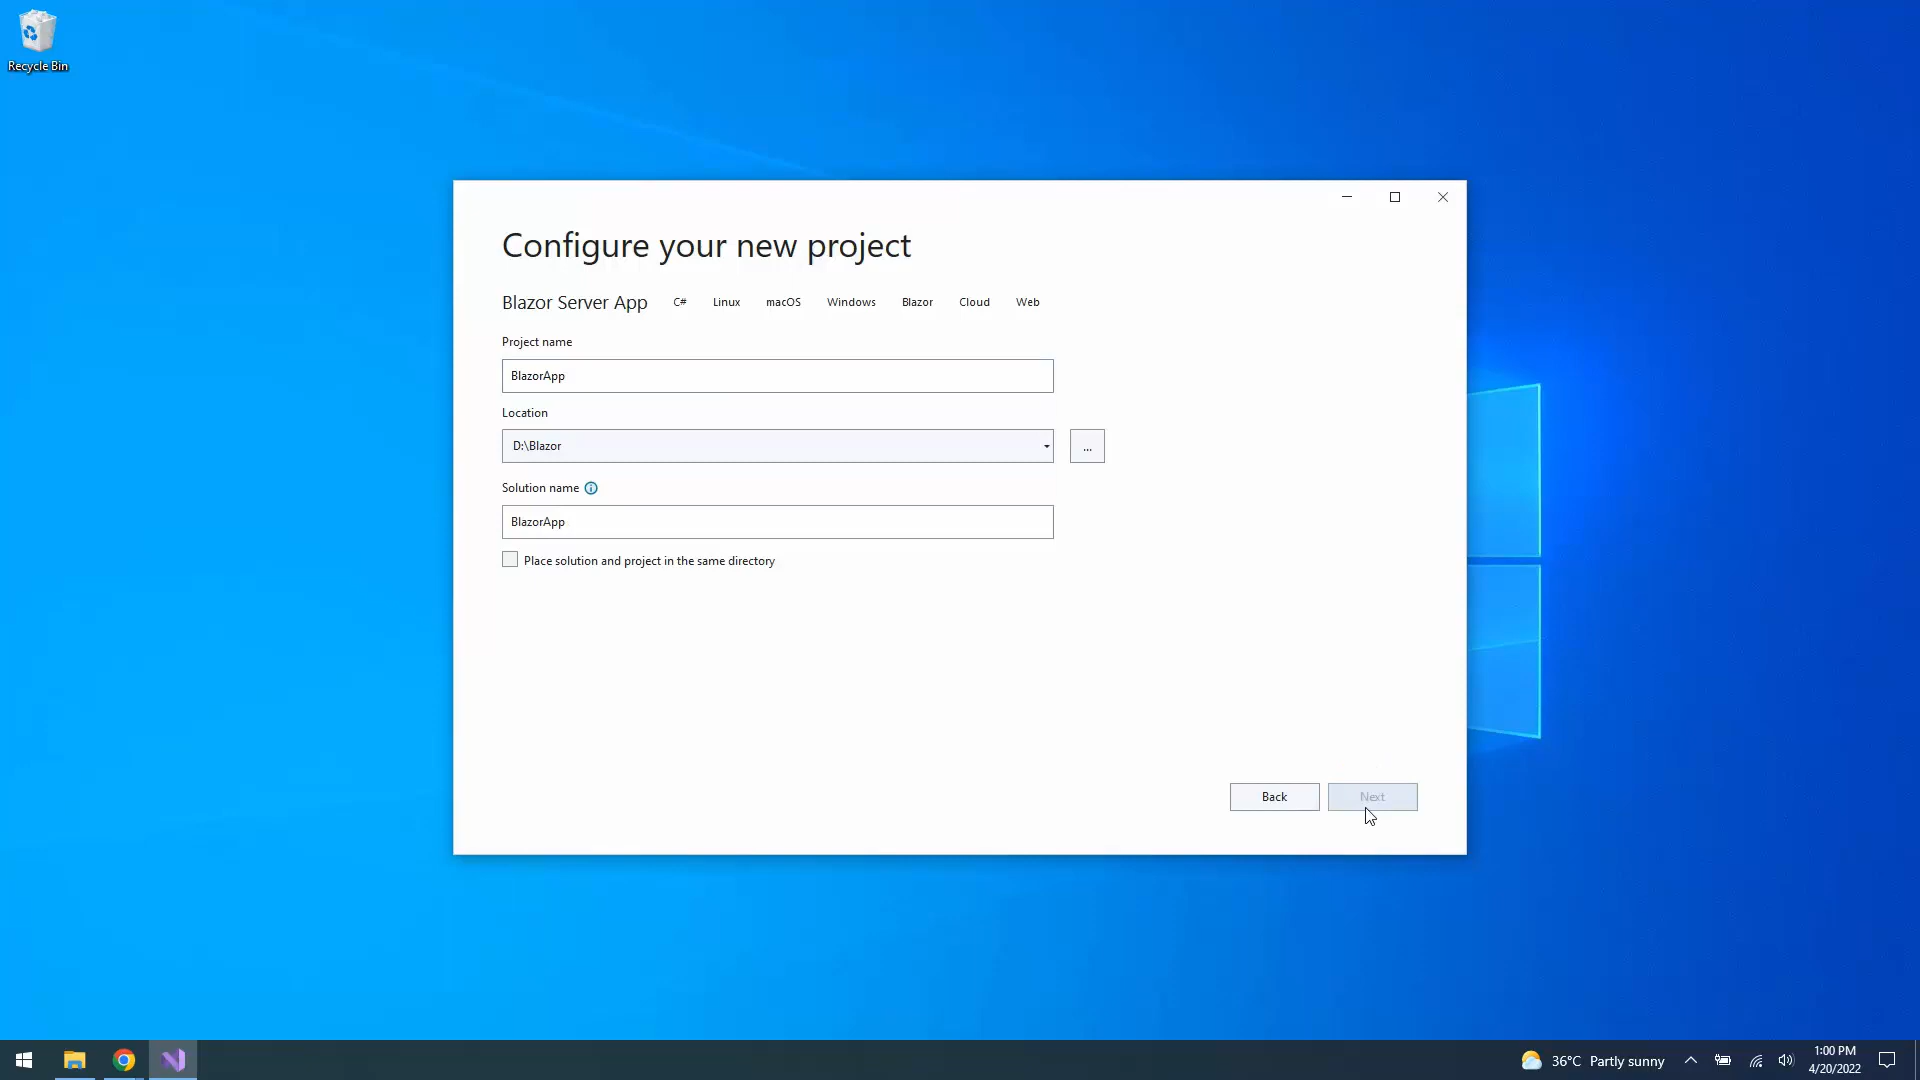 Recycle Bin
Configure your new project
Blazor Server App C# Linux macOS Windows Blazor Cloud Web
Project name
BlazorApp
Location
D:\Blazor
...
Solution name
BlazorApp
Place solution and project in the same directory
Back Next
36°C Partly sunny
1:00 PM
4/20/2022